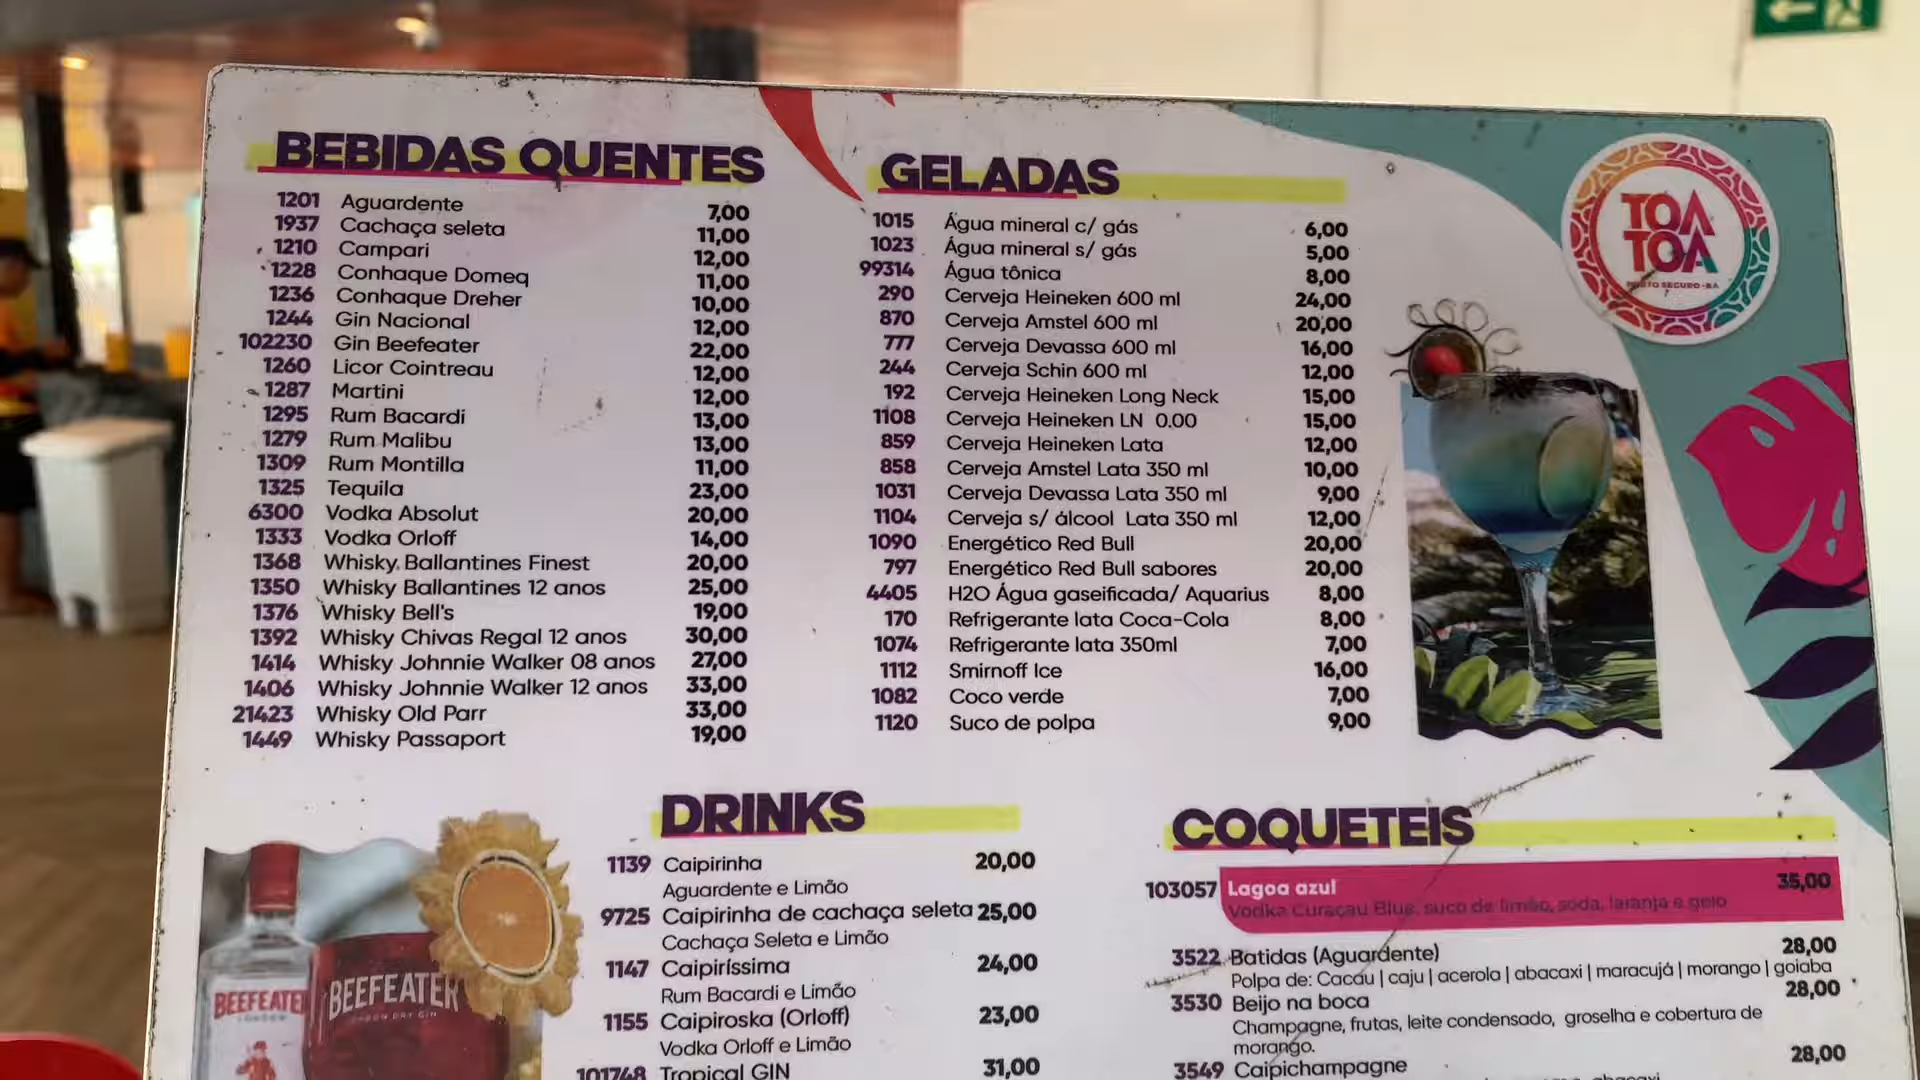 BEBIDAS QUENTES
1201 Aguardente 7,00
1937 Cachaça seleta 11,00
1210 Campari 12,00
1228 Conhaque Domeq 11,00
1236 Conhaque Dreher 10,00
1244 Gin Nacional 12,00
102230 Gin Beefeater 22,00
1260 Licor Cointreau 12,00
1287 Martini 12,00
1295 Rum Bacardi 13,00
1279 Rum Malibu 13,00
1309 Rum Montilla 11,00
1325 Tequila 23,00
6300 Vodka Absolut 20,00
1333 Vodka Orloff 14,00
1368 Whisky Ballantines Finest 20,00
1350 Whisky Ballantines 12 anos 25,00
1376 Whisky Bell's 19,00
1392 Whisky Chivas Regal 12 anos 30,00
1414 Whisky Johnnie Walker 08 anos 27,00
1406 Whisky Johnnie Walker 12 anos 33,00
21423 Whisky Old Parr 33,00
1449 Whisky Passaport 19,00
GELADAS
1015 Água mineral c/ gás 6,00
1023 Água mineral s/ gás 5,00
99314 Água tônica 8,00
290 Cerveja Heineken 600 ml 24,00
870 Cerveja Amstel 600 ml 20,00
777 Cerveja Devassa 600 ml 16,00
244 Cerveja Schin 600 ml 12,00
192 Cerveja Heineken Long Neck 15,00
1108 Cerveja Heineken LN 0.00 15,00
859 Cerveja Heineken Lata 12,00
858 Cerveja Amstel Lata 350 ml 10,00
1031 Cerveja Devassa Lata 350 ml 9,00
1104 Cerveja s/ álcool Lata 350 ml 12,00
1090 Energético Red Bull 20,00
797 Energético Red Bull sabores 20,00
4405 H2O Água gaseificada/ Aquarius 8,00
170 Refrigerante lata Coca-Cola 8,00
1074 Refrigerante lata 350ml 7,00
1112 Smirnoff Ice 16,00
1082 Coco verde 7,00
1120 Suco de polpa 9,00
TOA
TOA
PORTO SEGURO-BA
DRINKS
1139 Caipirinha 20,00
Aguardente e Limão
9725 Caipirinha de cachaça seleta 25,00
Cachaça Seleta e Limão
1147 Caipiríssima 24,00
Rum Bacardi e Limão
1155 Caipiroska (Orloff) 23,00
Vodka Orloff e Limão
101748 Tropical GIN 31,00
COQUETEIS
103057 Lagoa azul 35,00
Vodka Curaçau Blue, suco de limão, soda, laranja e gelo
3522 Batidas (Aguardente) 28,00
Polpa de: Cacau | caju | acerola | abacaxi | maracujá | morango | goiaba
3530 Beijo na boca 28,00
Champagne, frutas, leite condensado, groselha e cobertura de
morango.
3549 Caipichampagne 28,00
abacaxi
BEEFEATER
LONDON
BEEFEATER
LONDON DRY GIN